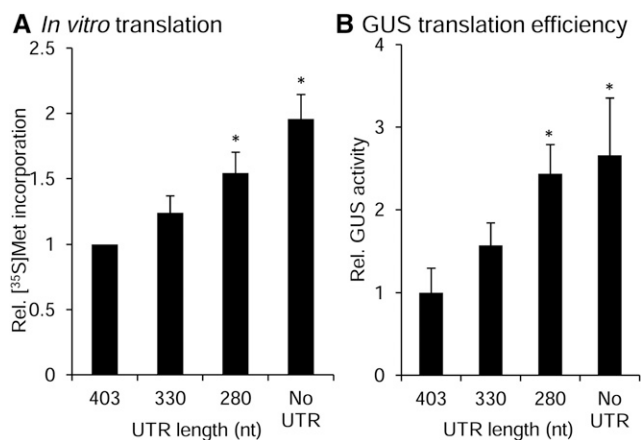 A In vitro translation
2.5
2
1.5
1
0.5
0
Rel. [³⁵S]Met incorporation
*
*
403 330 280 No UTR
UTR length (nt)
B GUS translation efficiency
4
3
2
1
0
Rel. GUS activity
*
*
403 330 280 No UTR
UTR length (nt)